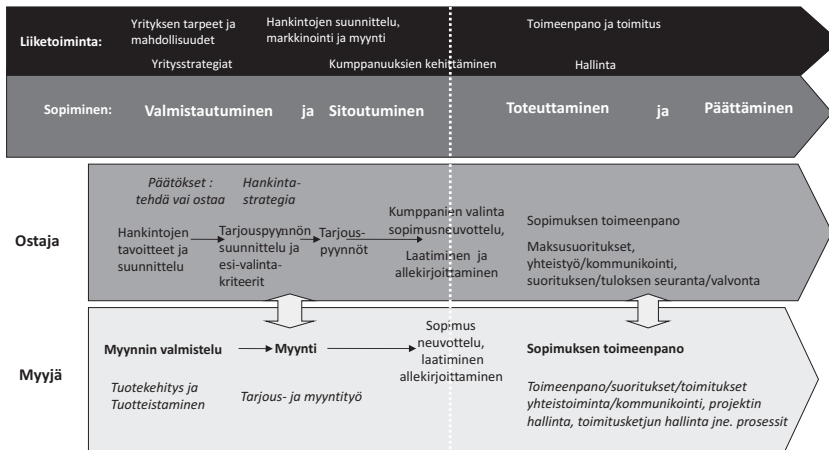 Liiketoiminta:
Yrityksen tarpeet ja
mahdollisuudet
Hankintojen suunnittelu,
markkinointi ja myynti
Toimeenpano ja toimitus
Yritysstrategiat
Kumppanuuksien kehittäminen
Hallinta
Sopiminen:
Valmistautuminen ja Sitoutuminen
Toteuttaminen ja Päättäminen
Ostaja
Päätökset :
tehdä vai ostaa
Hankinta-
strategia
Hankintojen
tavoitteet ja
suunnittelu
Tarjouspyynnön
suunnittelu ja
esi-valinta-
kriteerit
Tarjous-
pyynnöt
Kumppanien valinta
sopimusneuvottelu,
Laatiminen ja
allekirjoittaminen
Sopimuksen toimeenpano
Maksusuoritukset,
yhteistyö/kommunikointi,
suorituksen/tuloksen seuranta/valvonta
Myyjä
Myynnin valmistelu
Myynti
Sopimus
neuvottelu,
laatiminen
allekirjoittaminen
Sopimuksen toimeenpano
Tuotekehitys ja
Tuotteistaminen
Tarjous- ja myyntityö
Toimeenpano/suoritukset/toimitukset
yhteistoiminta/kommunikointi, projektin
hallinta, toimitusketjun hallinta jne. prosessit